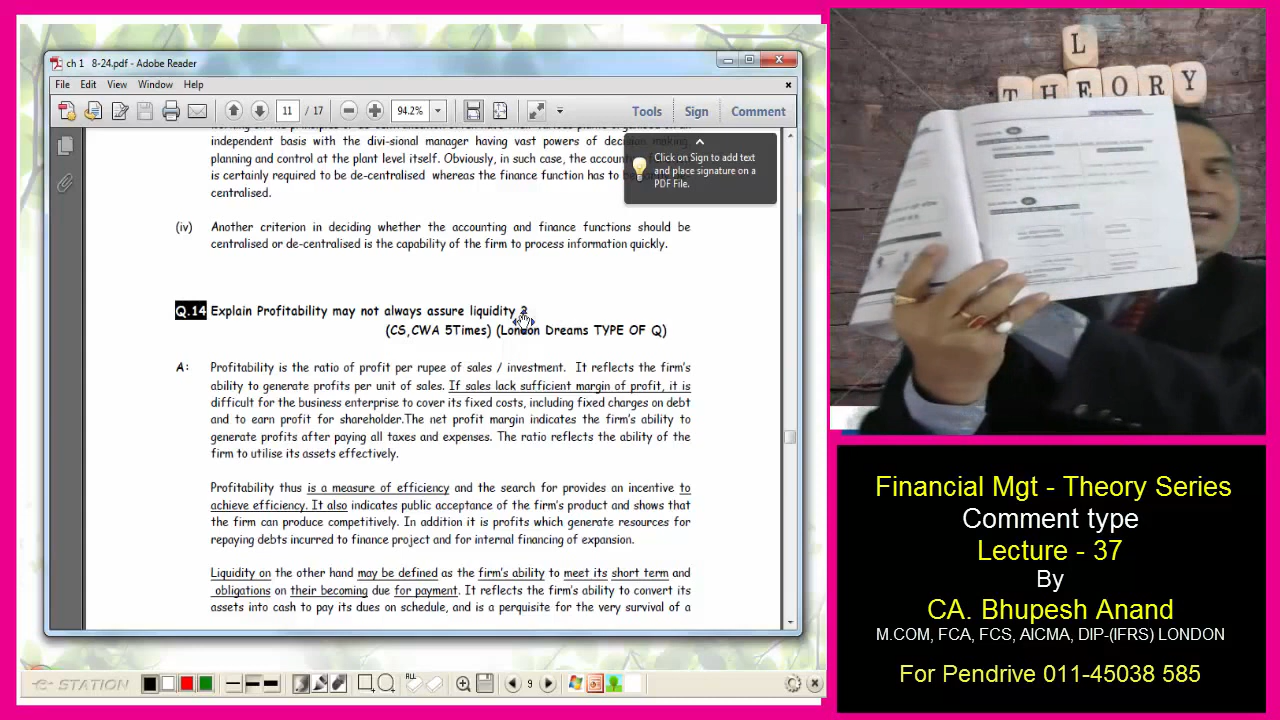 ch 1 8-24.pdf - Adobe Reader
File Edit View Window Help
11 / 17 94.2% Tools Sign Comment
independent basis with the divi-sional manager having vast powers of decision making,
planning and control at the plant level itself. Obviously, in such case, the
is certainly required to be de-centralised whereas the finance function has to
centralised.
Click on Sign to add text
and place signature on a
PDF File.
(iv) Another criterion in deciding whether the accounting and finance functions should be
centralised or de-centralised is the capability of the firm to process information quickly.
Q.14 Explain Profitability may not always assure liquidity ?
(CS,CWA 5Times) (London Dreams TYPE OF Q)
A: Profitability is the ratio of profit per rupee of sales / investment. It reflects the firm's
ability to generate profits per unit of sales. If sales lack sufficient margin of profit, it is
difficult for the business enterprise to cover its fixed costs, including fixed charges on debt
and to earn profit for shareholder.The net profit margin indicates the firm's ability to
generate profits after paying all taxes and expenses. The ratio reflects the ability of the
firm to utilise its assets effectively.
Profitability thus is a measure of efficiency and the search for provides an incentive to
achieve efficiency. It also indicates public acceptance of the firm's product and shows that
the firm can produce competitively. In addition it is profits which generate resources for
repaying debts incurred to finance project and for internal financing of expansion.
Liquidity on the other hand may be defined as the firm's ability to meet its short term and
obligations on their becoming due for payment. It reflects the firm's ability to convert its
assets into cash to pay its dues on schedule, and is a perquisite for the very survival of a
e-STATION
ALL
9
L
THEORY
Financial Mgt - Theory Series
Comment type
Lecture - 37
By
CA. Bhupesh Anand
M.COM, FCA, FCS, AICMA, DIP-(IFRS) LONDON
For Pendrive 011-45038 585